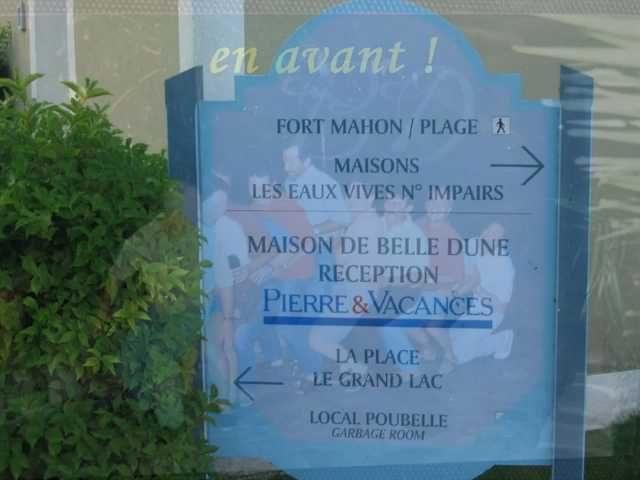 en avant !
FORT MAHON / PLAGE
MAISONS
LES EAUX VIVES N° IMPAIRS
MAISON DE BELLE DUNE
RECEPTION
PIERRE & VACANCES
LA PLACE
LE GRAND LAC
LOCAL POUBELLE
GARBAGE ROOM